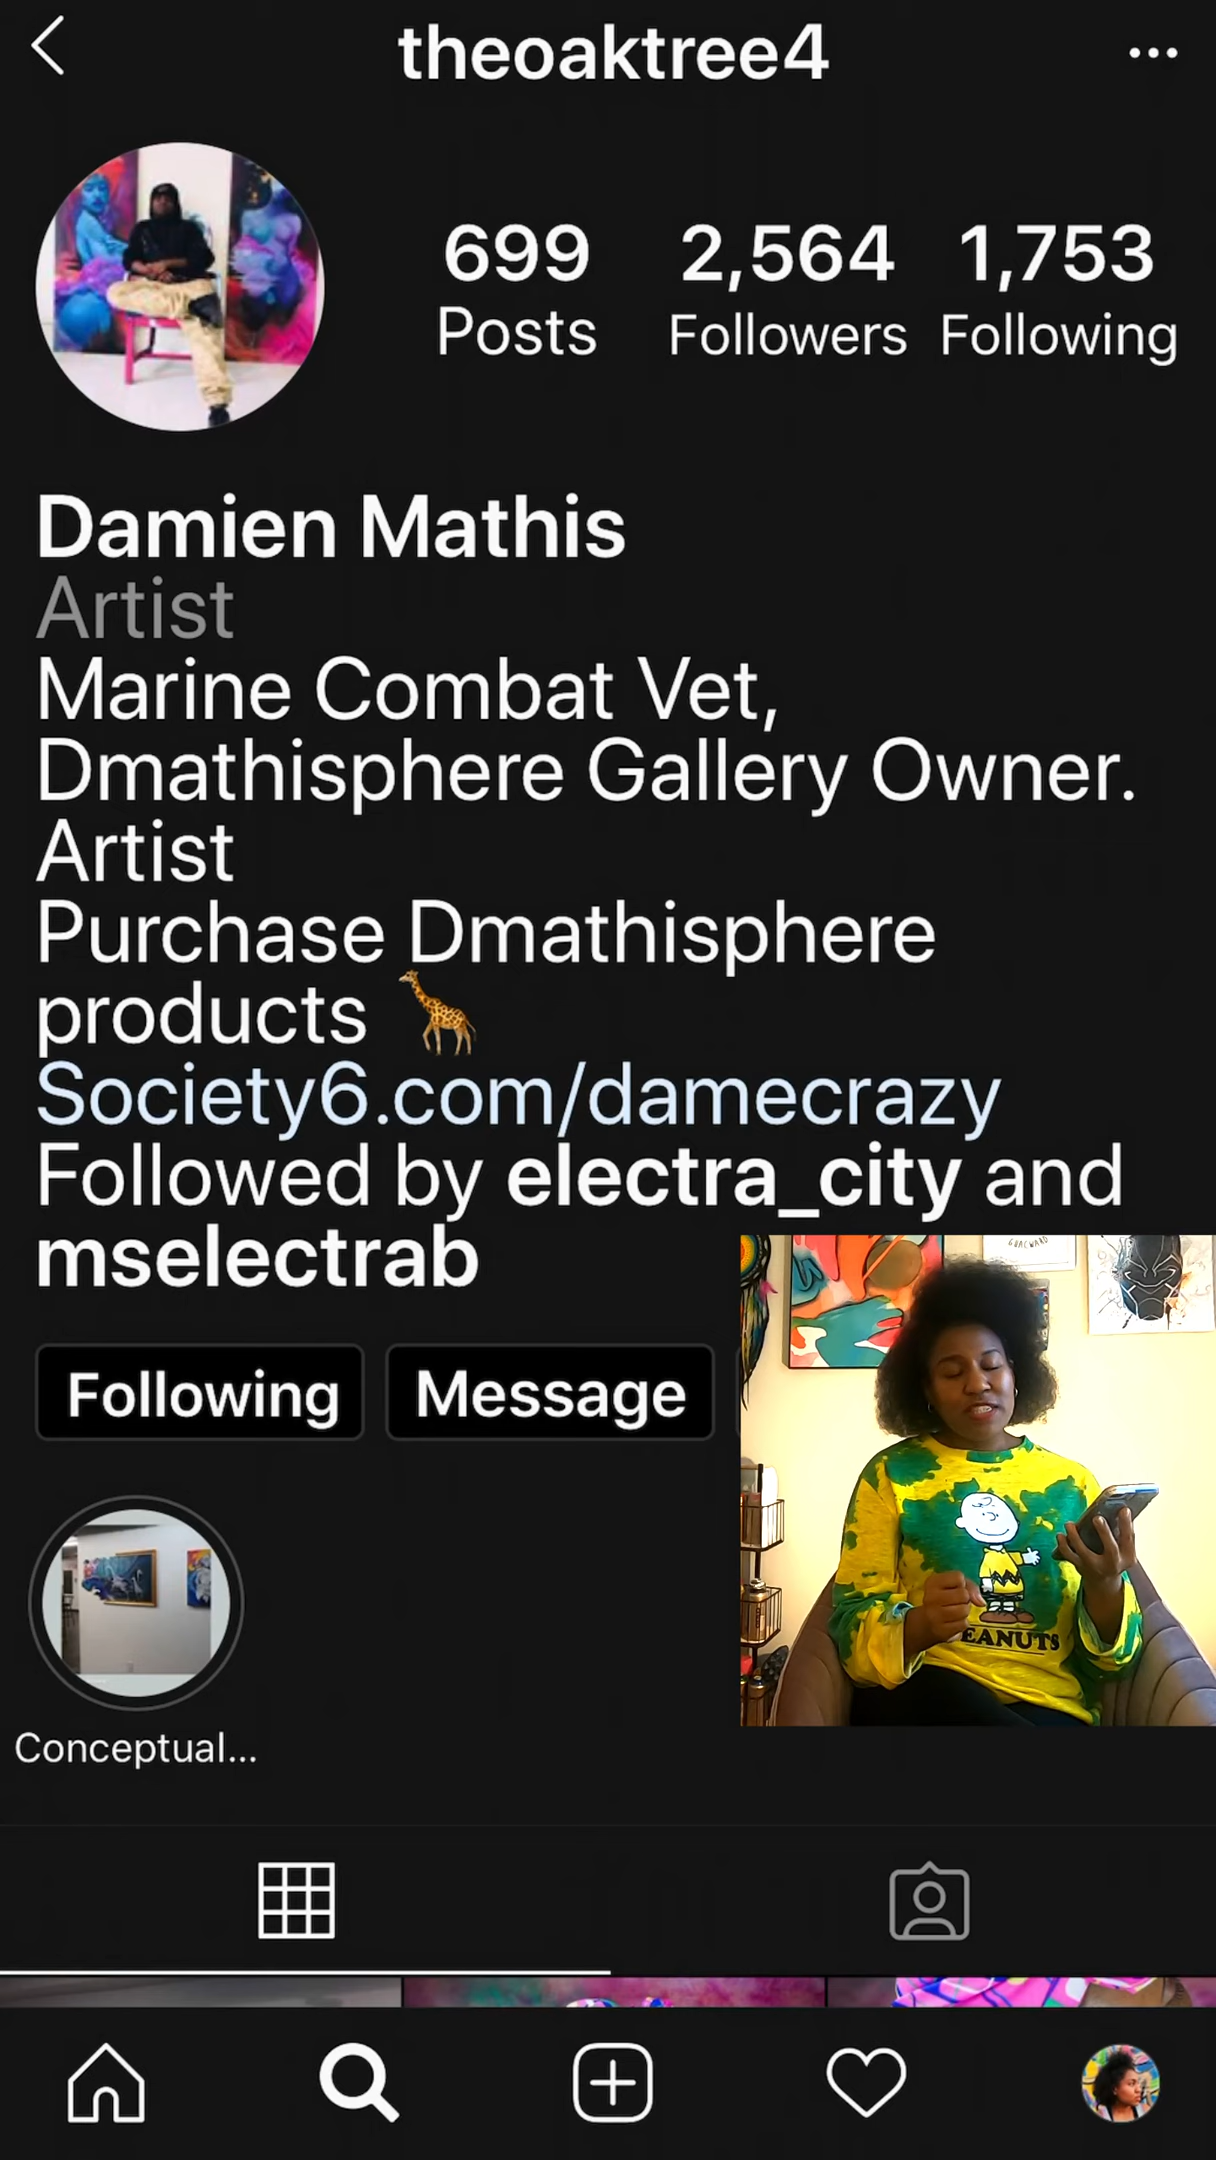 theoaktree4
699 2,564 1,753
Posts Followers Following
Damien Mathis
Artist
Marine Combat Vet,
Dmathisphere Gallery Owner.
Artist
Purchase Dmathisphere
products 🦒
Society6.com/damecrazy
Followed by electra_city and
mselectrab
Following Message
EANUTS
Conceptual...